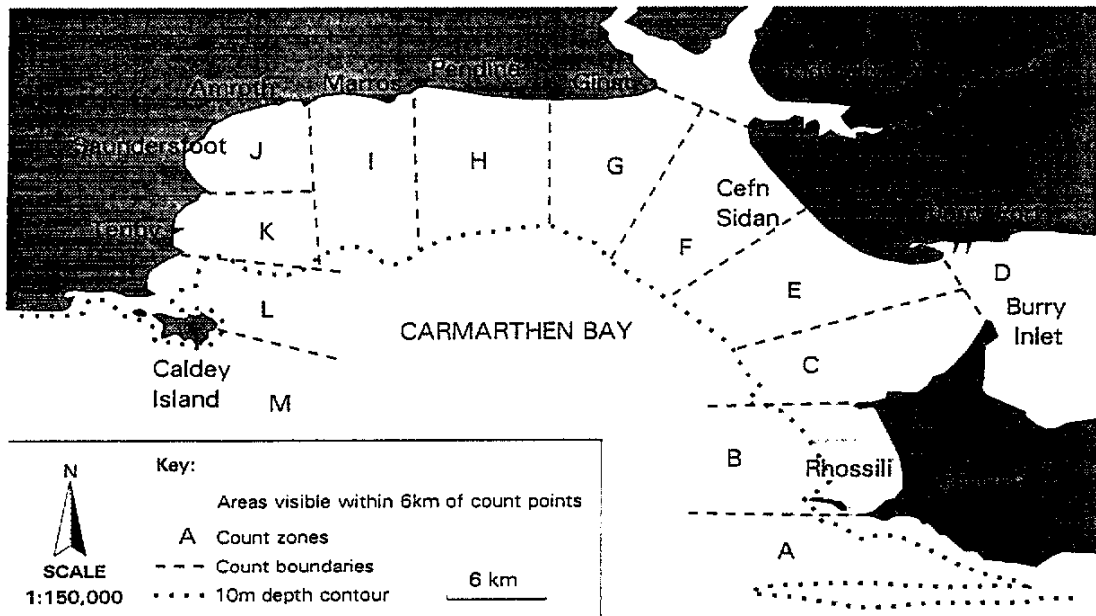 Amroth
Marros
Pendine
Saundersfoot
J
I
H
G
Cefn
Sidan
Tenby
K
F
D
Burry
Inlet
E
L
CARMARTHEN BAY
C
Caldey
Island
M
B
Rhossili
A
N
SCALE
1:150,000
Key:
Areas visible within 6km of count points
A Count zones
Count boundaries
10m depth contour
6 km